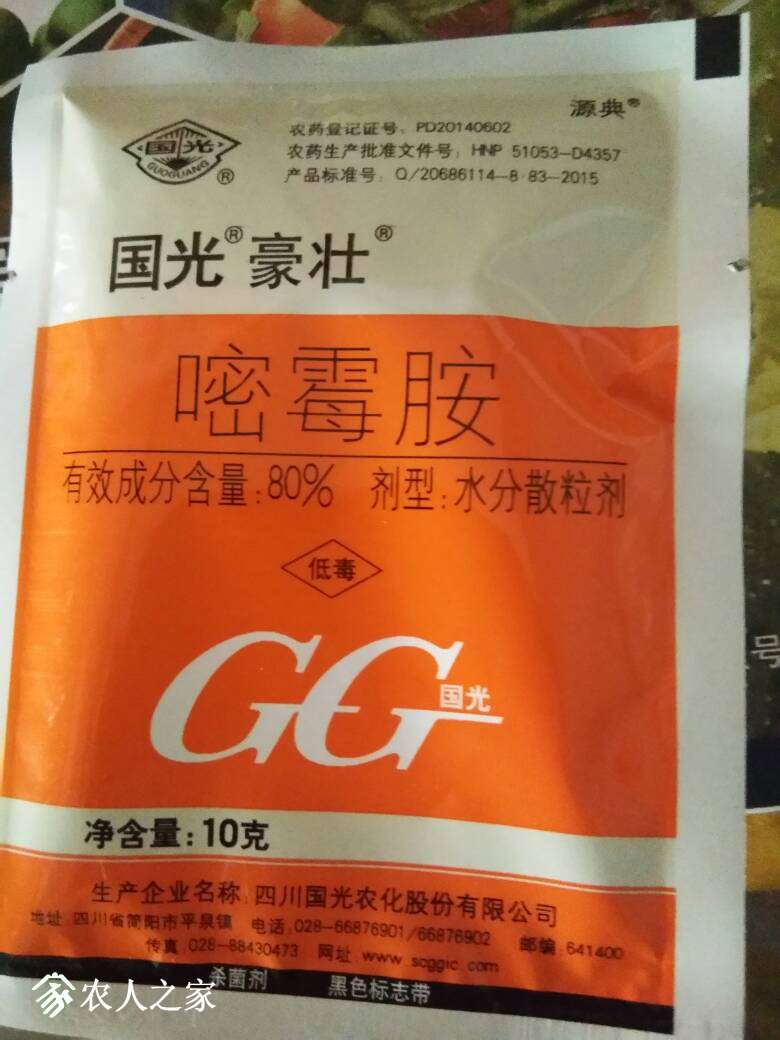 源典®
国光
GUOGUANG
®
农药登记证号：PD20140602
农药生产批准文件号：HNP 51053-D4357
产品标准号：Q/20686114-8·83-2015
国光®豪壮®
嘧霉胺
有效成分含量：80% 剂型：水分散粒剂
低毒
GG国光
净含量：10克
生产企业名称：四川国光农化股份有限公司
地址：四川省简阳市平泉镇 电话：028-66876901/66876902 邮编：641400
传真：028-88430473 网址：www.scggic.com
杀菌剂 黑色标志带
农人之家
号